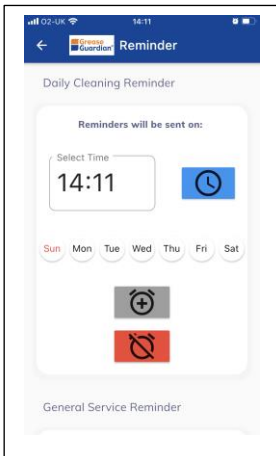 O2-UK 14:11
Grease Guardian Reminder
Daily Cleaning Reminder
Reminders will be sent on:
Select Time
14:11
Sun Mon Tue Wed Thu Fri Sat
General Service Reminder